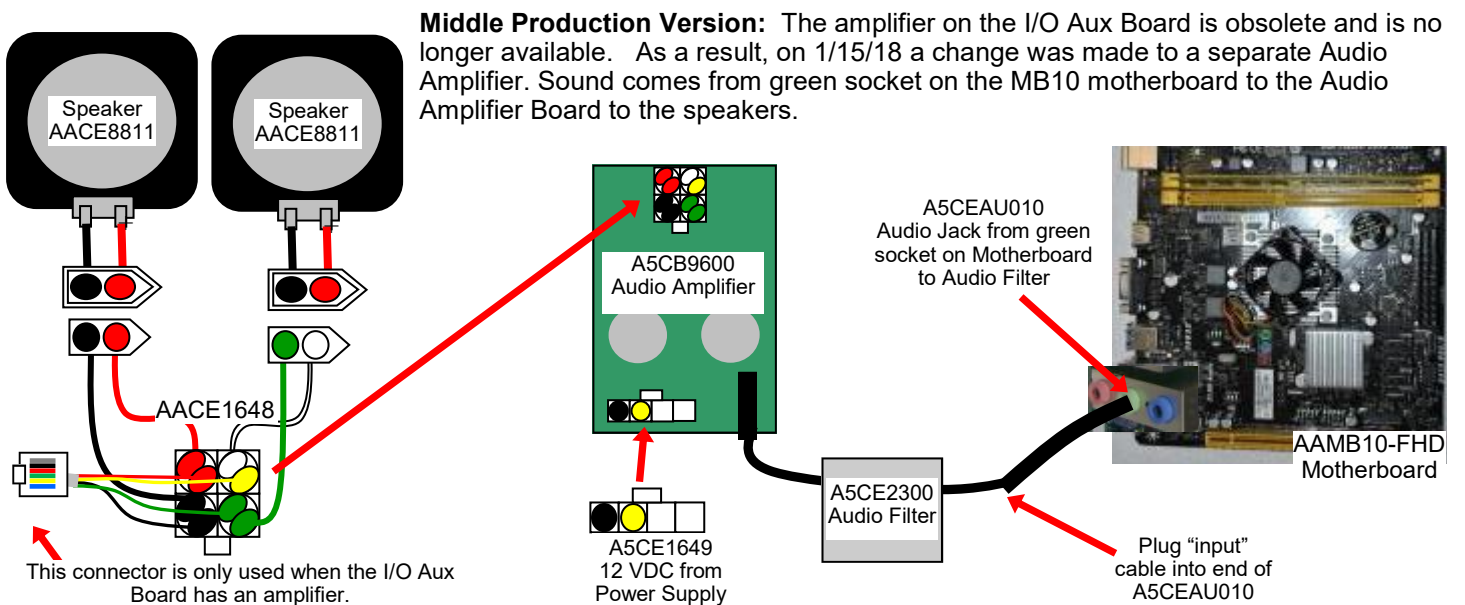 Middle Production Version: The amplifier on the I/O Aux Board is obsolete and is no
longer available. As a result, on 1/15/18 a change was made to a separate Audio
Amplifier. Sound comes from green socket on the MB10 motherboard to the Audio
Amplifier Board to the speakers.
Speaker
AACE8811
Speaker
AACE8811
A5CB9600
Audio Amplifier
A5CEAU010
Audio Jack from green
socket on Motherboard
to Audio Filter
AACE1648
AAMB10-FHD
Motherboard
A5CE2300
Audio Filter
This connector is only used when the I/O Aux
Board has an amplifier.
A5CE1649
12 VDC from
Power Supply
Plug “input”
cable into end of
A5CEAU010